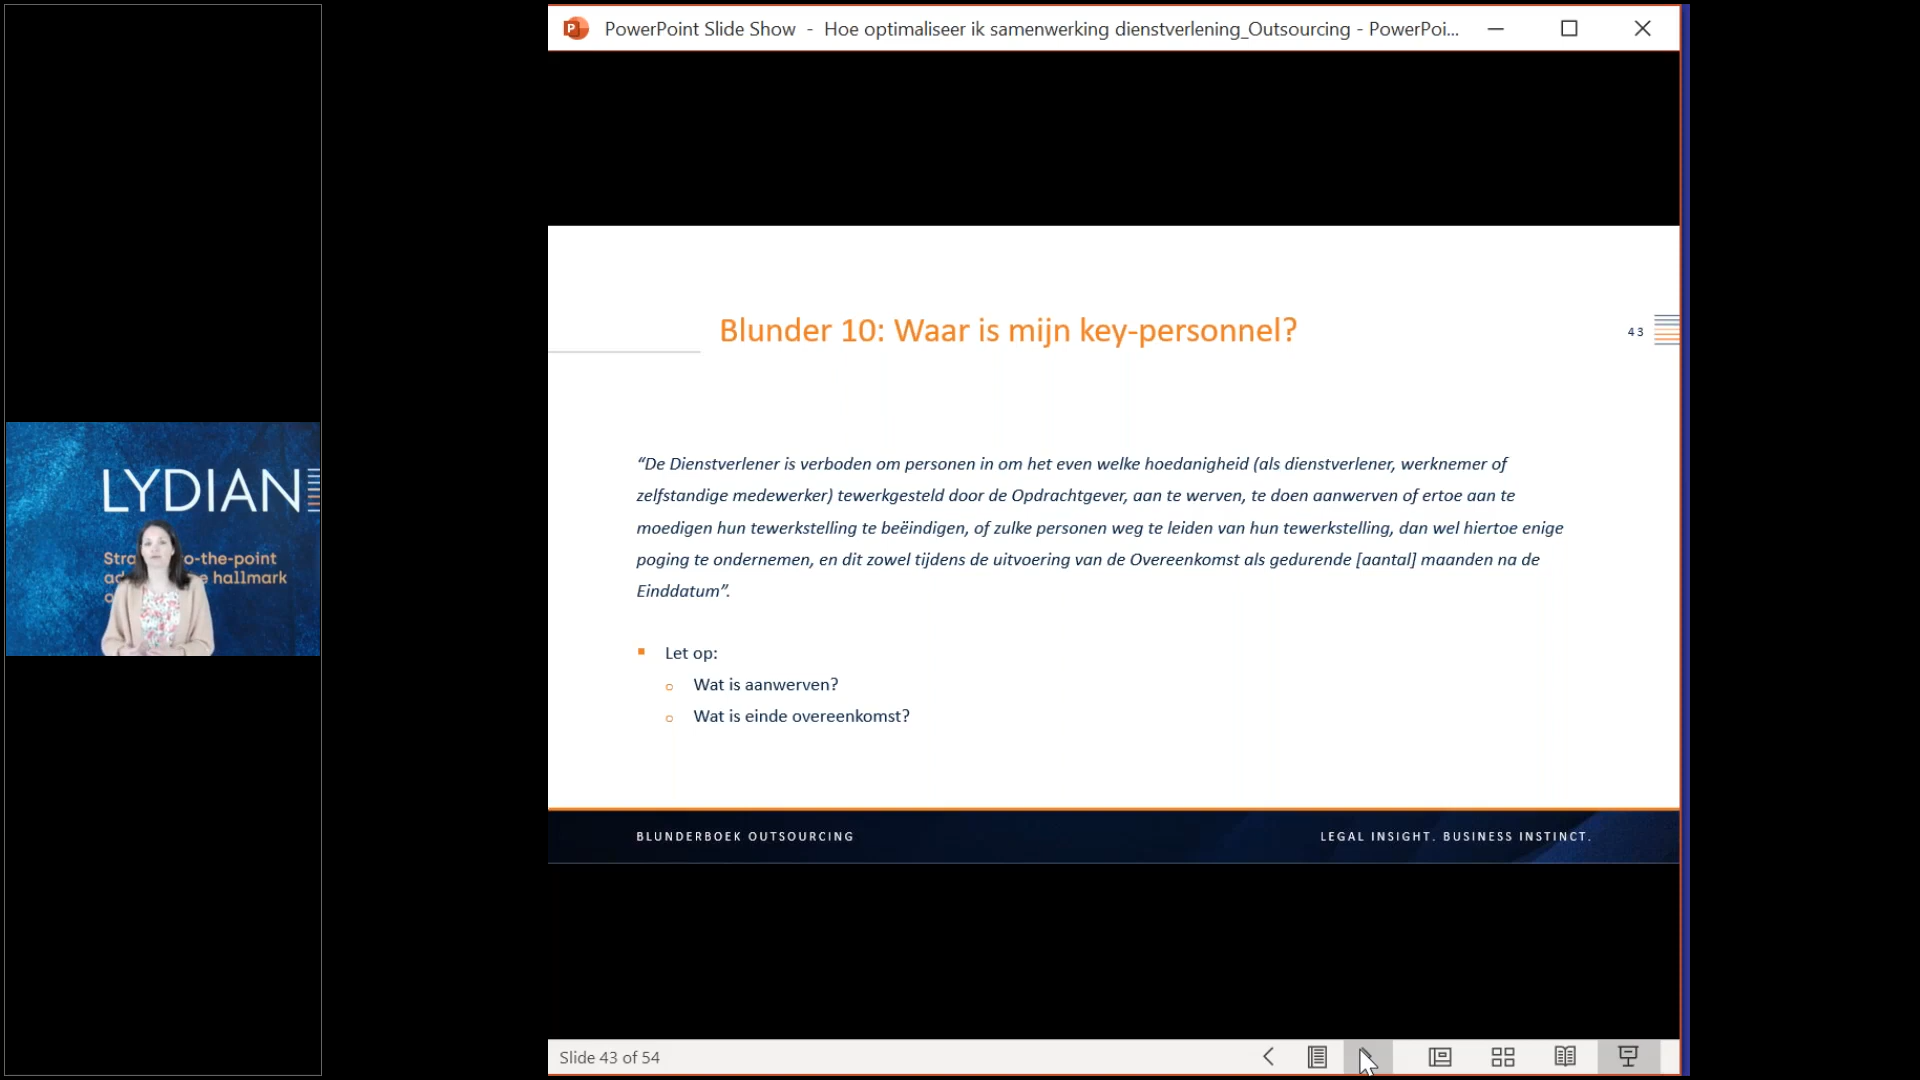 PowerPoint Slide Show - Hoe optimaliseer ik samenwerking dienstverlening_Outsourcing - PowerPoi...
Blunder 10: Waar is mijn key-personnel?
43
“De Dienstverlener is verboden om personen in om het even welke hoedanigheid (als dienstverlener, werknemer of
zelfstandige medewerker) tewerkgesteld door de Opdrachtgever, aan te werven, te doen aanwerven of ertoe aan te
moedigen hun tewerkstelling te beëindigen, of zulke personen weg te leiden van hun tewerkstelling, dan wel hiertoe enige
poging te ondernemen, en dit zowel tijdens de uitvoering van de Overeenkomst als gedurende [aantal] maanden na de
Einddatum”.
Let op:
Wat is aanwerven?
Wat is einde overeenkomst?
BLUNDERBOEK OUTSOURCING
LEGAL INSIGHT. BUSINESS INSTINCT.
Slide 43 of 54
LYDIAN
o-the-point
hallmark